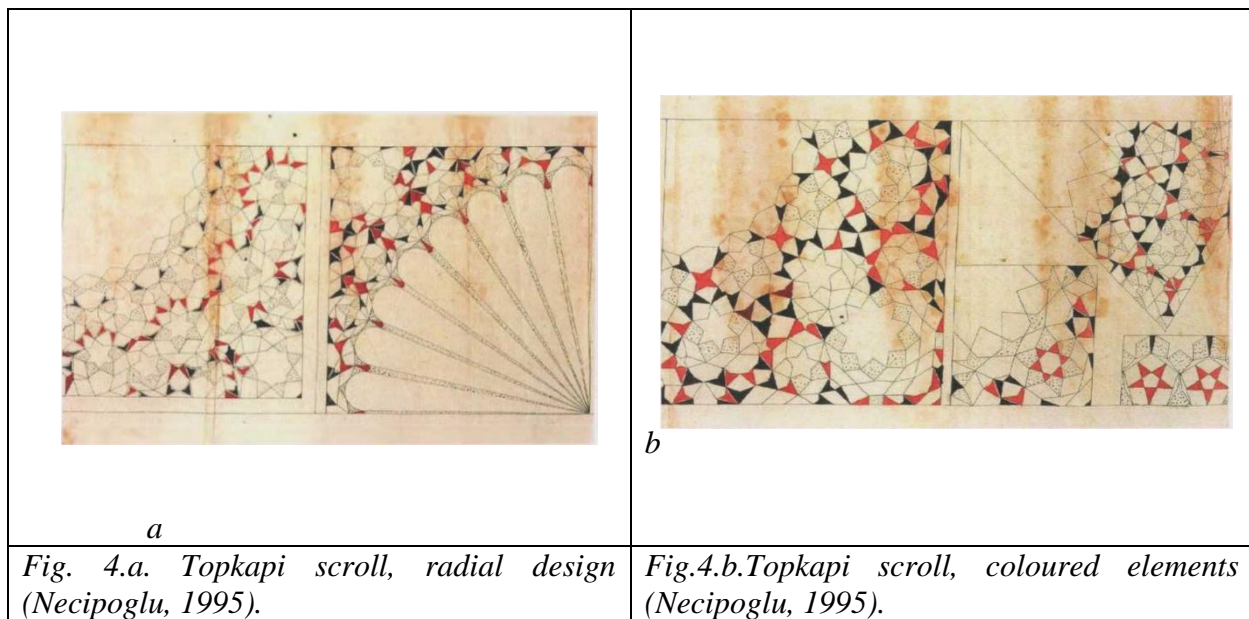 a
b
Fig. 4.a. Topkapi scroll, radial design
(Necipoglu, 1995).
Fig.4.b.Topkapi scroll, coloured elements
(Necipoglu, 1995).